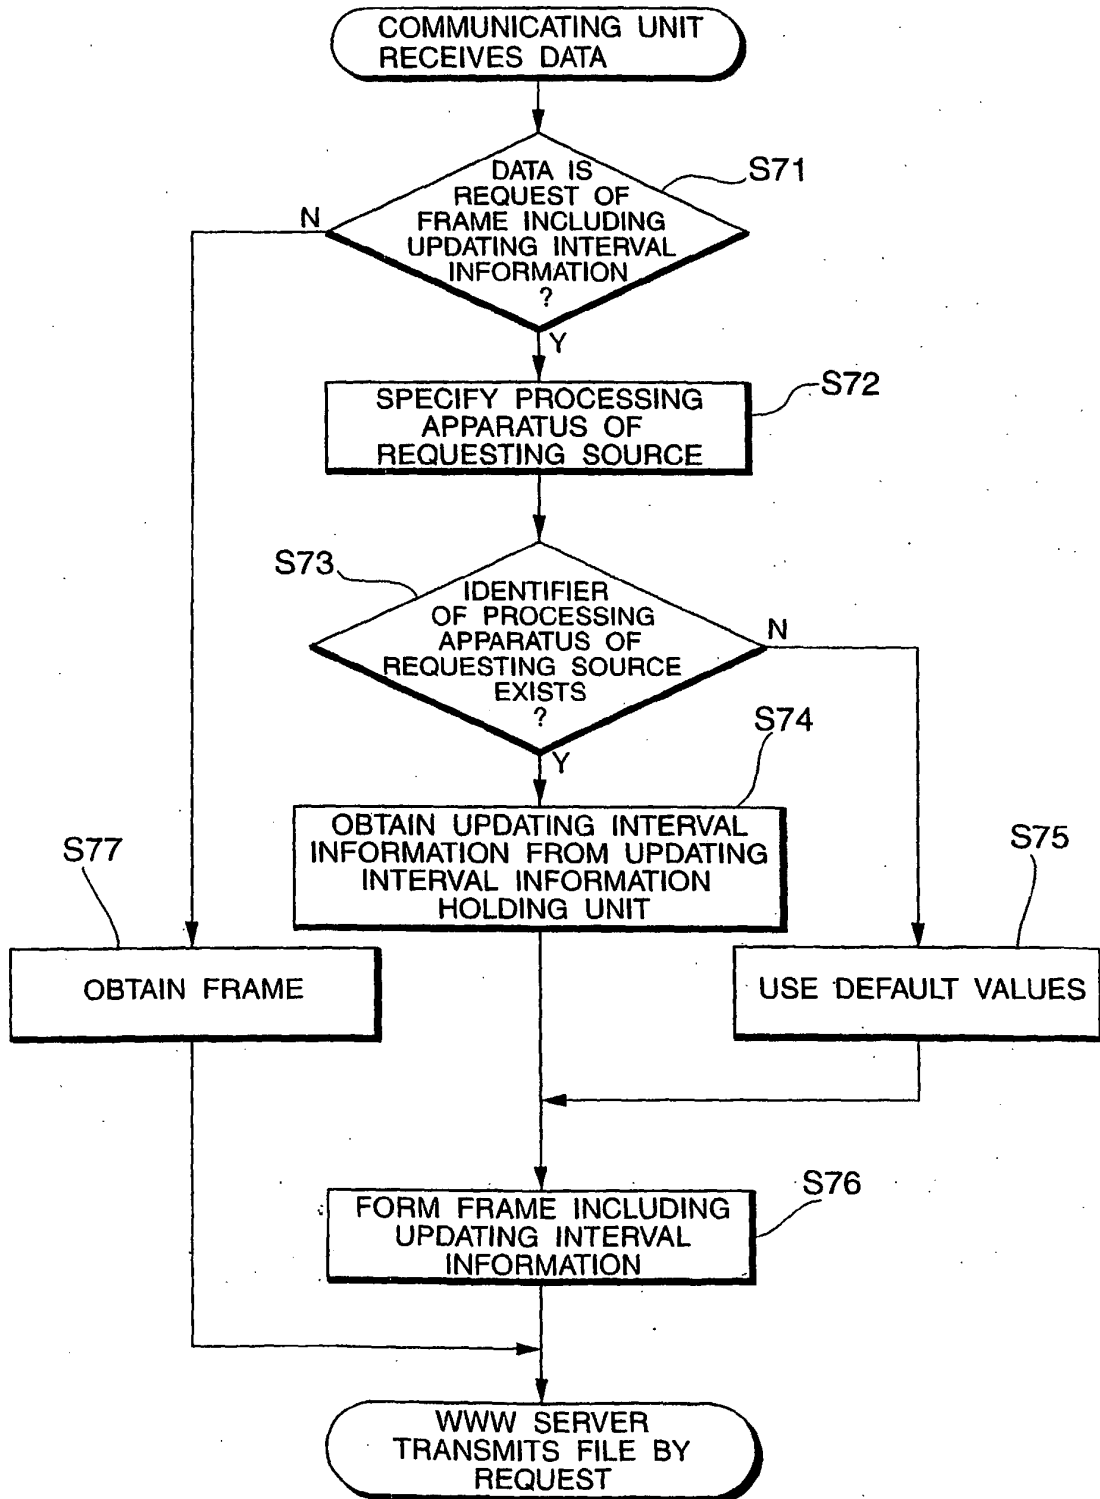 COMMUNICATING UNIT
RECEIVES DATA
S71
DATA IS
REQUEST OF
FRAME INCLUDING
UPDATING INTERVAL
INFORMATION
?
N
Y
S72
SPECIFY PROCESSING
APPARATUS OF
REQUESTING SOURCE
S73
IDENTIFIER
OF PROCESSING
APPARATUS OF
REQUESTING SOURCE
EXISTS
?
N
Y
S74
OBTAIN UPDATING INTERVAL
INFORMATION FROM UPDATING
INTERVAL INFORMATION
HOLDING UNIT
S77
OBTAIN FRAME
S75
USE DEFAULT VALUES
S76
FORM FRAME INCLUDING
UPDATING INTERVAL
INFORMATION
WWW SERVER
TRANSMITS FILE BY
REQUEST